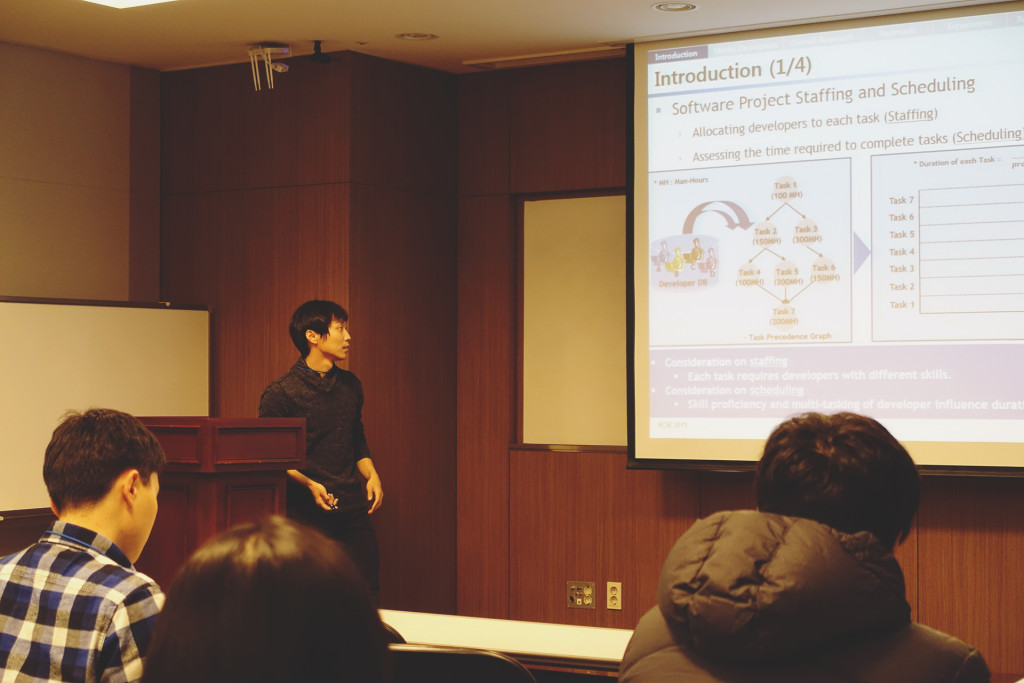 Introduction
Introduction (1/4)
Software Project Staffing and Scheduling
Allocating developers to each task (Staffing)
Assessing the time required to complete tasks (Scheduling
* MH : Man-Hours
Task 1
(100 MH)
Task 2
(150MH)
Task 3
(300MH)
Task 4
(100MH)
Task 5
(300MH)
Task 6
(150MH)
Task 7
(200MH)
Developer DB
- Task Precedence Graph
* Duration of each Task =
Task 7
Task 6
Task 5
Task 4
Task 3
Task 2
Task 1
Consideration on staffing
Each task requires developers with different skills.
Consideration on scheduling
Skill proficiency and multi-tasking of developer influence